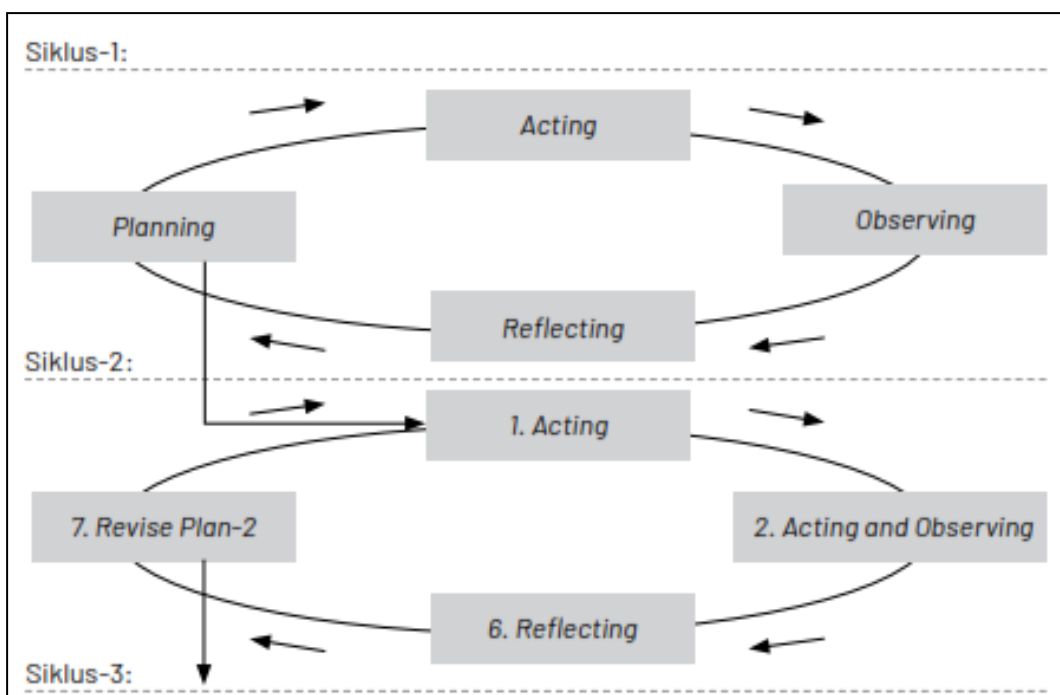 Siklus-1:
Acting
Planning
Observing
Reflecting
Siklus-2:
1. Acting
7. Revise Plan-2
2. Acting and Observing
6. Reflecting
Siklus-3: